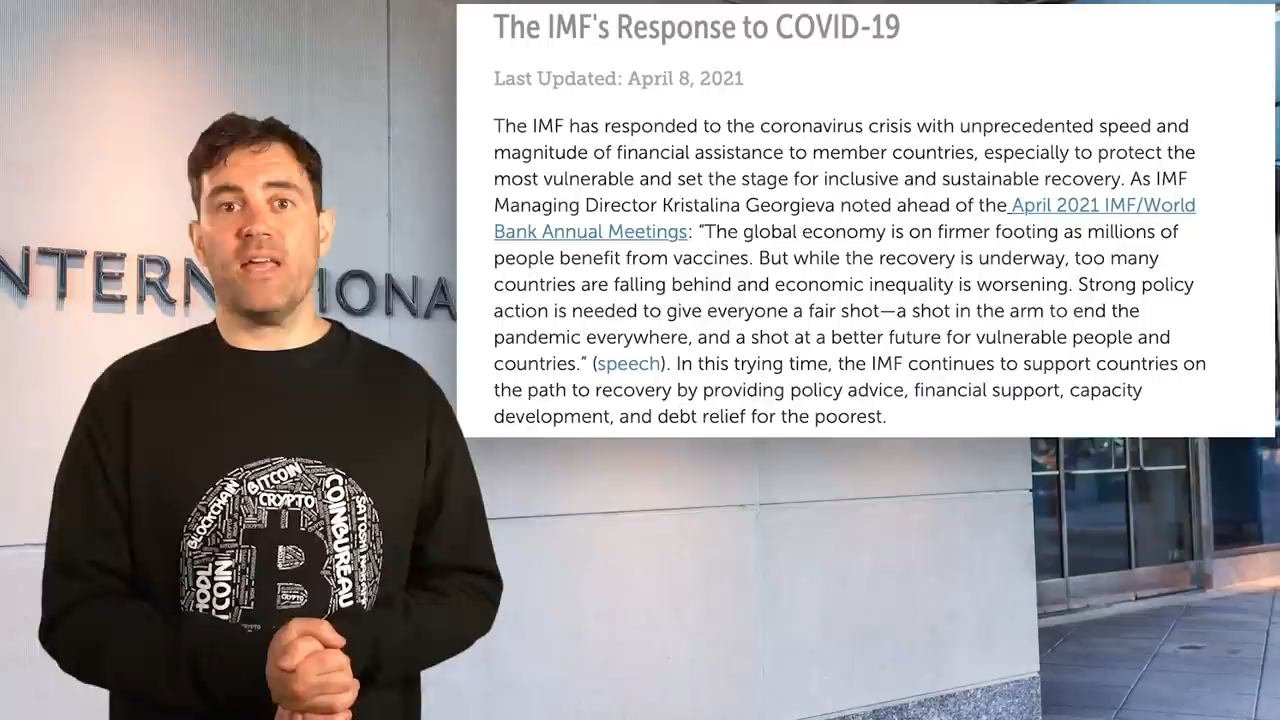 The IMF's Response to COVID-19
Last Updated: April 8, 2021
The IMF has responded to the coronavirus crisis with unprecedented speed and
magnitude of financial assistance to member countries, especially to protect the
most vulnerable and set the stage for inclusive and sustainable recovery. As IMF
Managing Director Kristalina Georgieva noted ahead of the April 2021 IMF/World
Bank Annual Meetings: “The global economy is on firmer footing as millions of
people benefit from vaccines. But while the recovery is underway, too many
countries are falling behind and economic inequality is worsening. Strong policy
action is needed to give everyone a fair shot—a shot in the arm to end the
pandemic everywhere, and a shot at a better future for vulnerable people and
countries.” (speech). In this trying time, the IMF continues to support countries on
the path to recovery by providing policy advice, financial support, capacity
development, and debt relief for the poorest.
NTERN IONA
BITCOIN
CRYPTO
BLOCKCHAIN
COINBUREAU
HODL